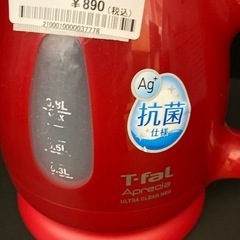 ¥890(税込)
2100010000037778
Ag+
抗菌
仕様
0.8L
0.5L
0.3L
T-fal
Aprecia
ULTRA CLEAN NEO